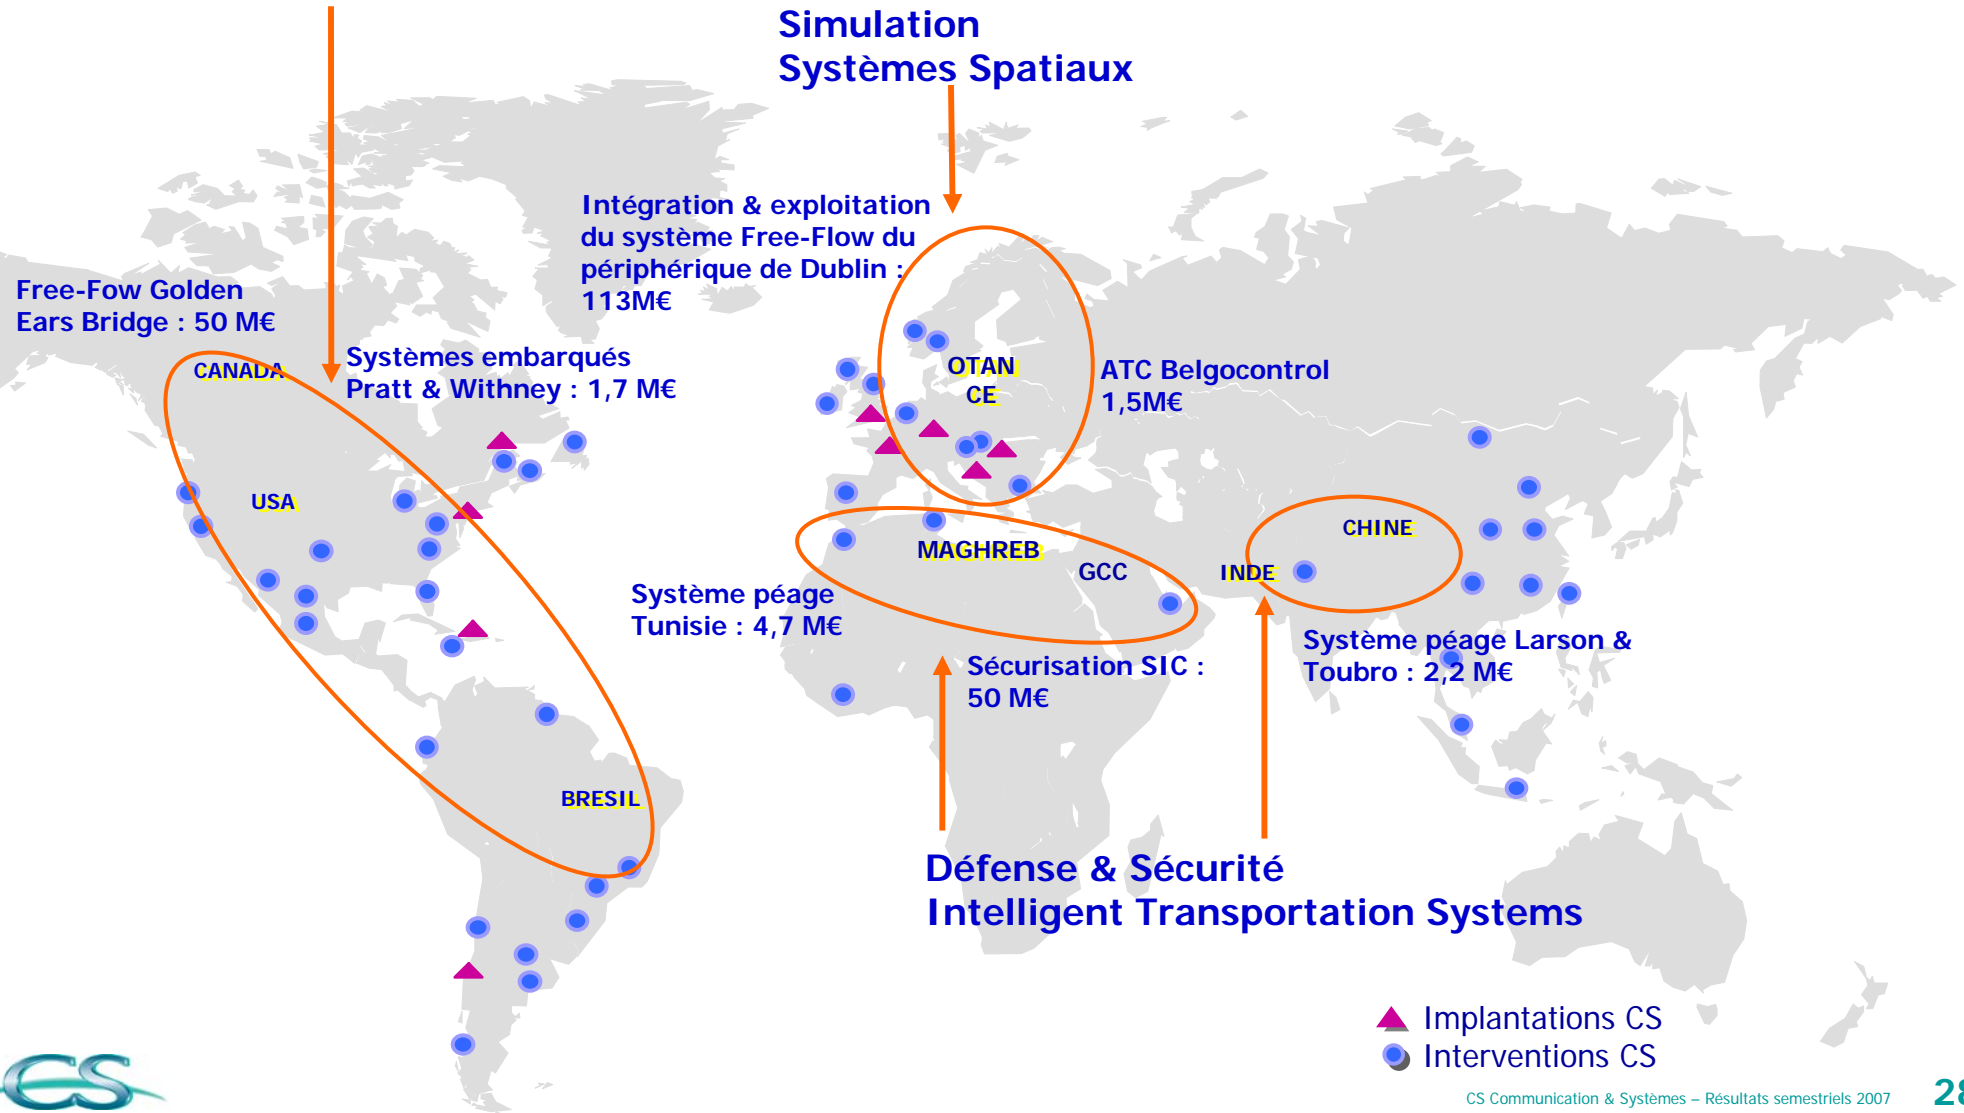 Simulation
Systèmes Spatiaux
Intégration & exploitation
du système Free-Flow du
périphérique de Dublin :
113M€
Free-Fow Golden
Ears Bridge : 50 M€
CANADA
Systèmes embarqués
Pratt & Withney : 1,7 M€
OTAN
CE
ATC Belgocontrol
1,5M€
USA
CHINE
MAGHREB
GCC
INDE
Système péage
Tunisie : 4,7 M€
Système péage Larson &
Toubro : 2,2 M€
Sécurisation SIC :
50 M€
BRESIL
Défense & Sécurité
Intelligent Transportation Systems
Implantations CS
Interventions CS
CS
CS Communication & Systèmes – Résultats semestriels 2007
28